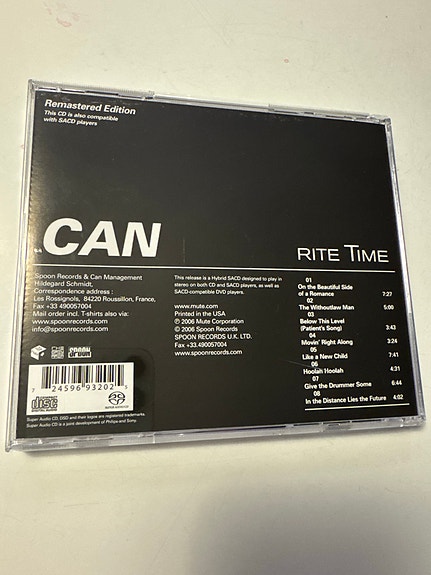 Remastered Edition
This CD is also compatible
with SACD players
CAN
RITE TIME
Spoon Records & Can Management
Hildegard Schmidt,
Correspondence address :
Les Rossignols, 84220 Roussillon, France,
Fax +33 490057004
Mail order incl. T-shirts also via:
www.spoonrecords.com
info@spoonrecords.com
This release is a Hybrid SACD designed to play in
stereo on both CD and SACD players, as well as
SACD-compatible DVD players.
www.mute.com
Printed in the USA
℗ 2006 Mute Corporation
© 2006 Spoon Records
SPOON RECORDS U.K. LTD.
Fax +33.490057004
www.spoonrecords.com
01
On the Beautiful Side
of a Romance 7:27
02
The Withoutlaw Man 5:00
03
Below This Level
(Patient's Song) 3:43
04
Movin' Right Along 3:24
05
Like a New Child 7:41
06
Hoolah Hoolah 4:31
07
Give the Drummer Some 6:44
08
In the Distance Lies the Future 4:02
SPOON
7 24596 93202 5
disc
DIGITAL AUDIO
SUPER AUDIO CD
Super Audio CD, DSD and their logos are registered trademarks.
Super Audio CD is a joint development of Philips and Sony.